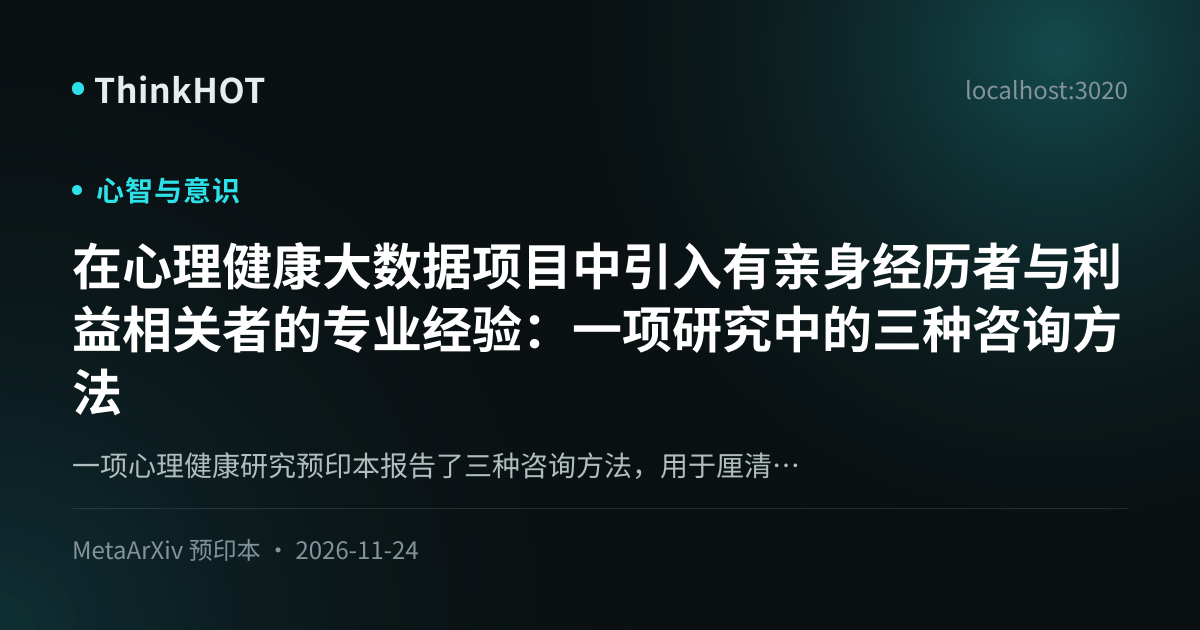 ThinkHOT
localhost:3020
心智与意识
在心理健康大数据项目中引入有亲身经历者与利
益相关者的专业经验：一项研究中的三种咨询方
法
一项心理健康研究预印本报告了三种咨询方法，用于厘清…
MetaArXiv 预印本 · 2026-11-24